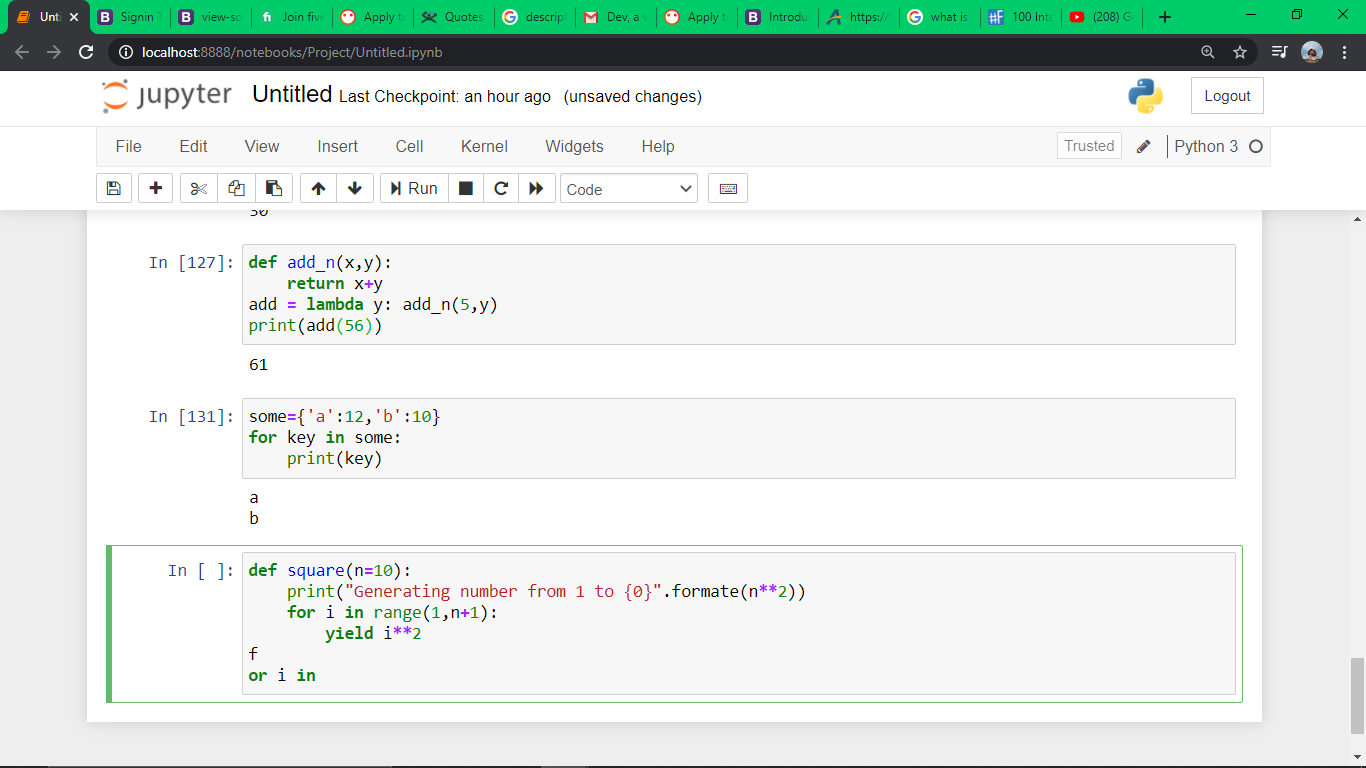 Unti
Signin T
view-so
Join five
Apply t
Quotes
descript
Dev, a v
Apply t
Introdu
https://
what is
100 Inte
(208) G
localhost:8888/notebooks/Project/Untitled.ipynb
jupyter Untitled Last Checkpoint: an hour ago (unsaved changes)
Logout
File Edit View Insert Cell Kernel Widgets Help
Trusted Python 3
Run Code
30
In [127]: def add_n(x,y):
return x+y
add = lambda y: add_n(5,y)
print(add(56))
61
In [131]: some={'a':12,'b':10}
for key in some:
print(key)
a
b
In [ ]: def square(n=10):
print("Generating number from 1 to {0}".formate(n**2))
for i in range(1,n+1):
yield i**2
f
or i in